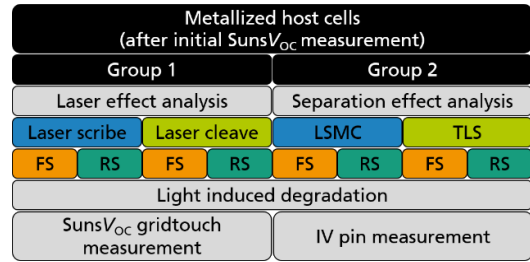 Metallized host cells
(after initial SunsVOC measurement)
Group 1 Group 2
Laser effect analysis Separation effect analysis
Laser scribe Laser cleave LSMC TLS
FS RS FS RS FS RS FS RS
Light induced degradation
SunsVOC gridtouch
measurement
IV pin measurement